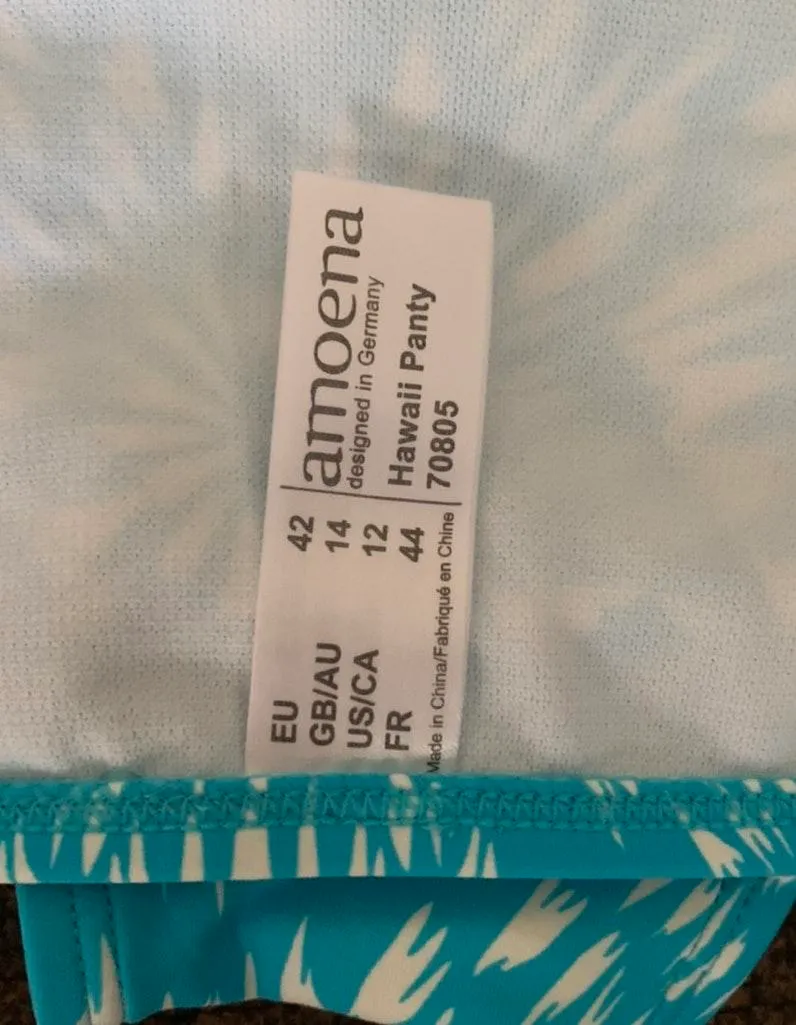 amoena
designed in Germany
Hawaii Panty
70805
EU 42
GB/AU 14
US/CA 12
FR 44
Made in China/Fabriqué en Chine